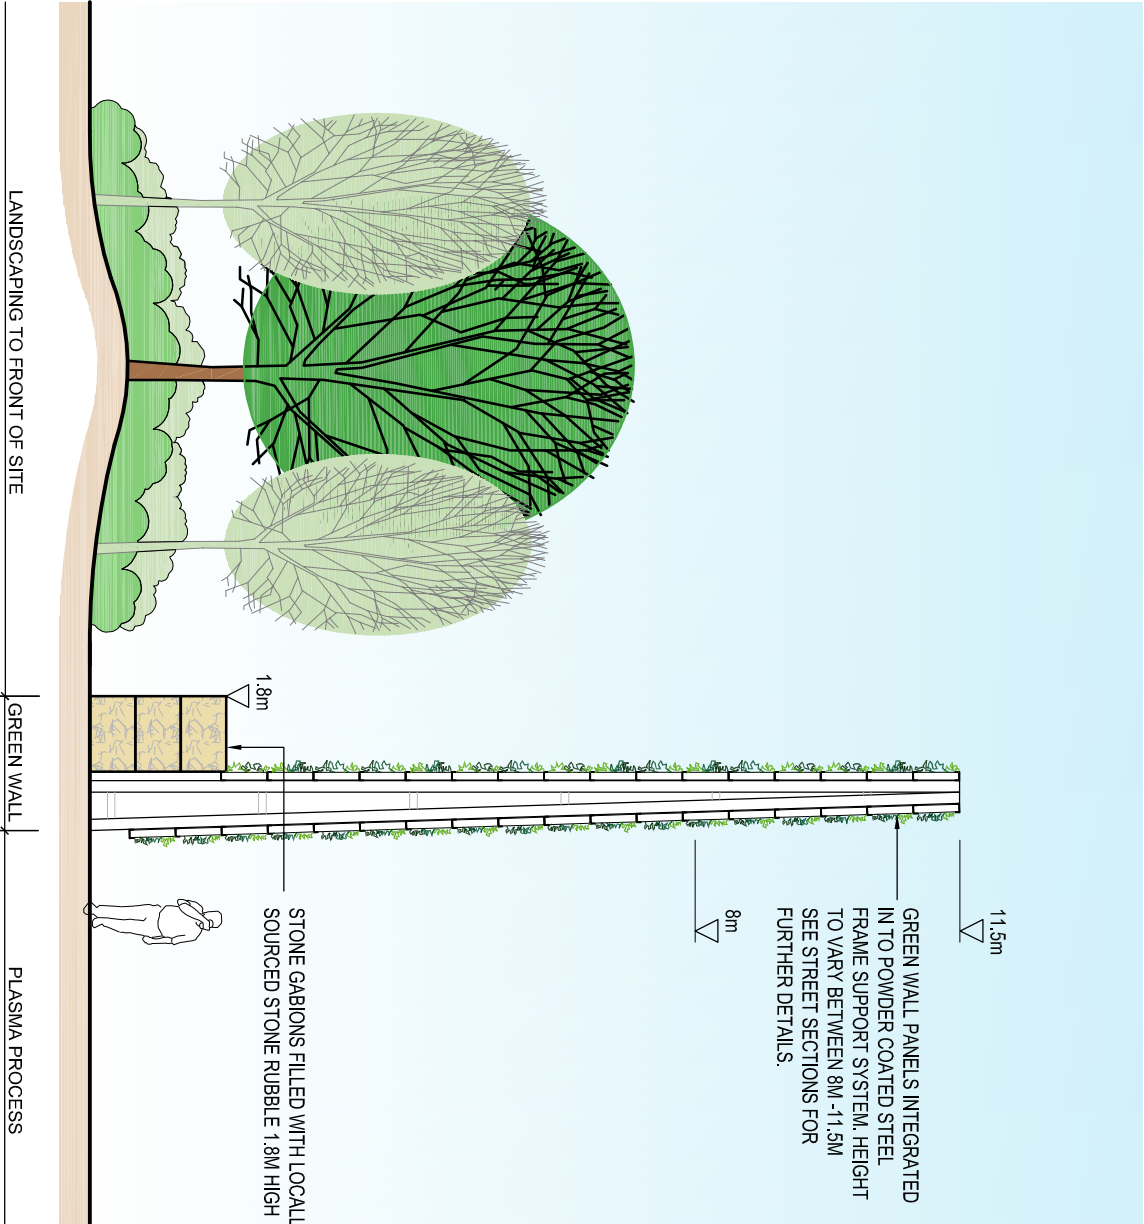 11.5m
8m
GREEN WALL PANELS INTEGRATED
IN TO POWDER COATED STEEL
FRAME SUPPORT SYSTEM. HEIGHT
TO VARY BETWEEN 8M -11.5M
SEE STREET SECTIONS FOR
FURTHER DETAILS.
1.8m
STONE GABIONS FILLED WITH LOCALL
SOURCED STONE RUBBLE 1.8M HIGH
LANDSCAPING TO FRONT OF SITE
GREEN WALL
PLASMA PROCESS